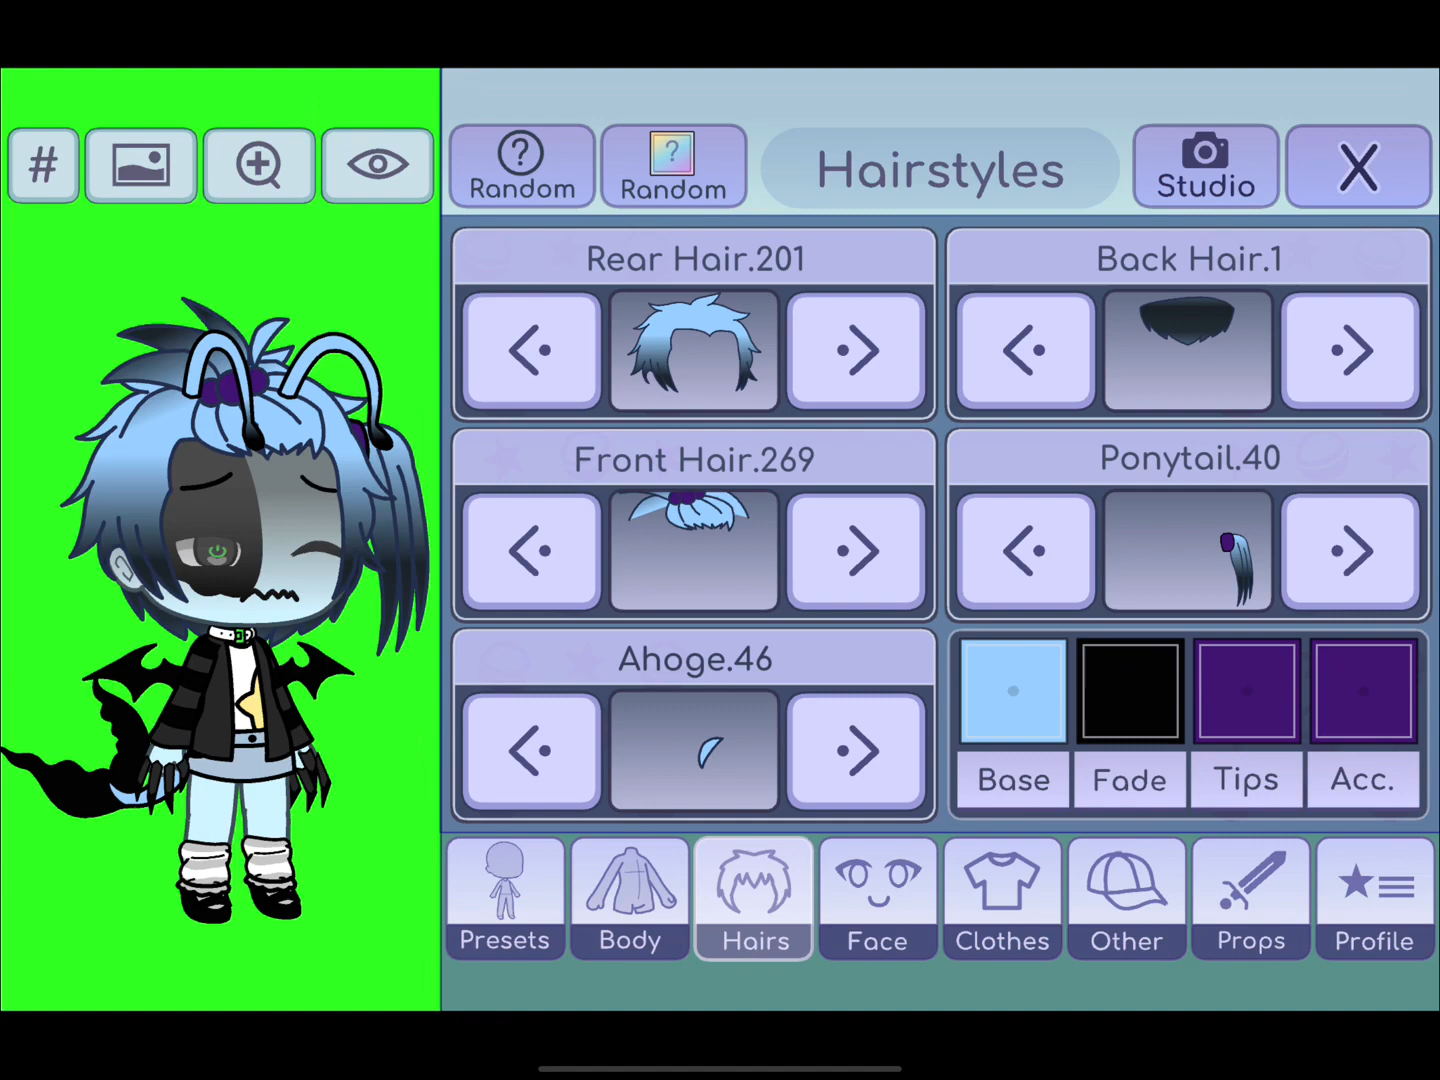 #
? Random
? Random
Hairstyles
Studio
X
Rear Hair.201
Back Hair.1
Front Hair.269
Ponytail.40
Ahoge.46
Base
Fade
Tips
Acc.
Presets
Body
Hairs
Face
Clothes
Other
Props
Profile